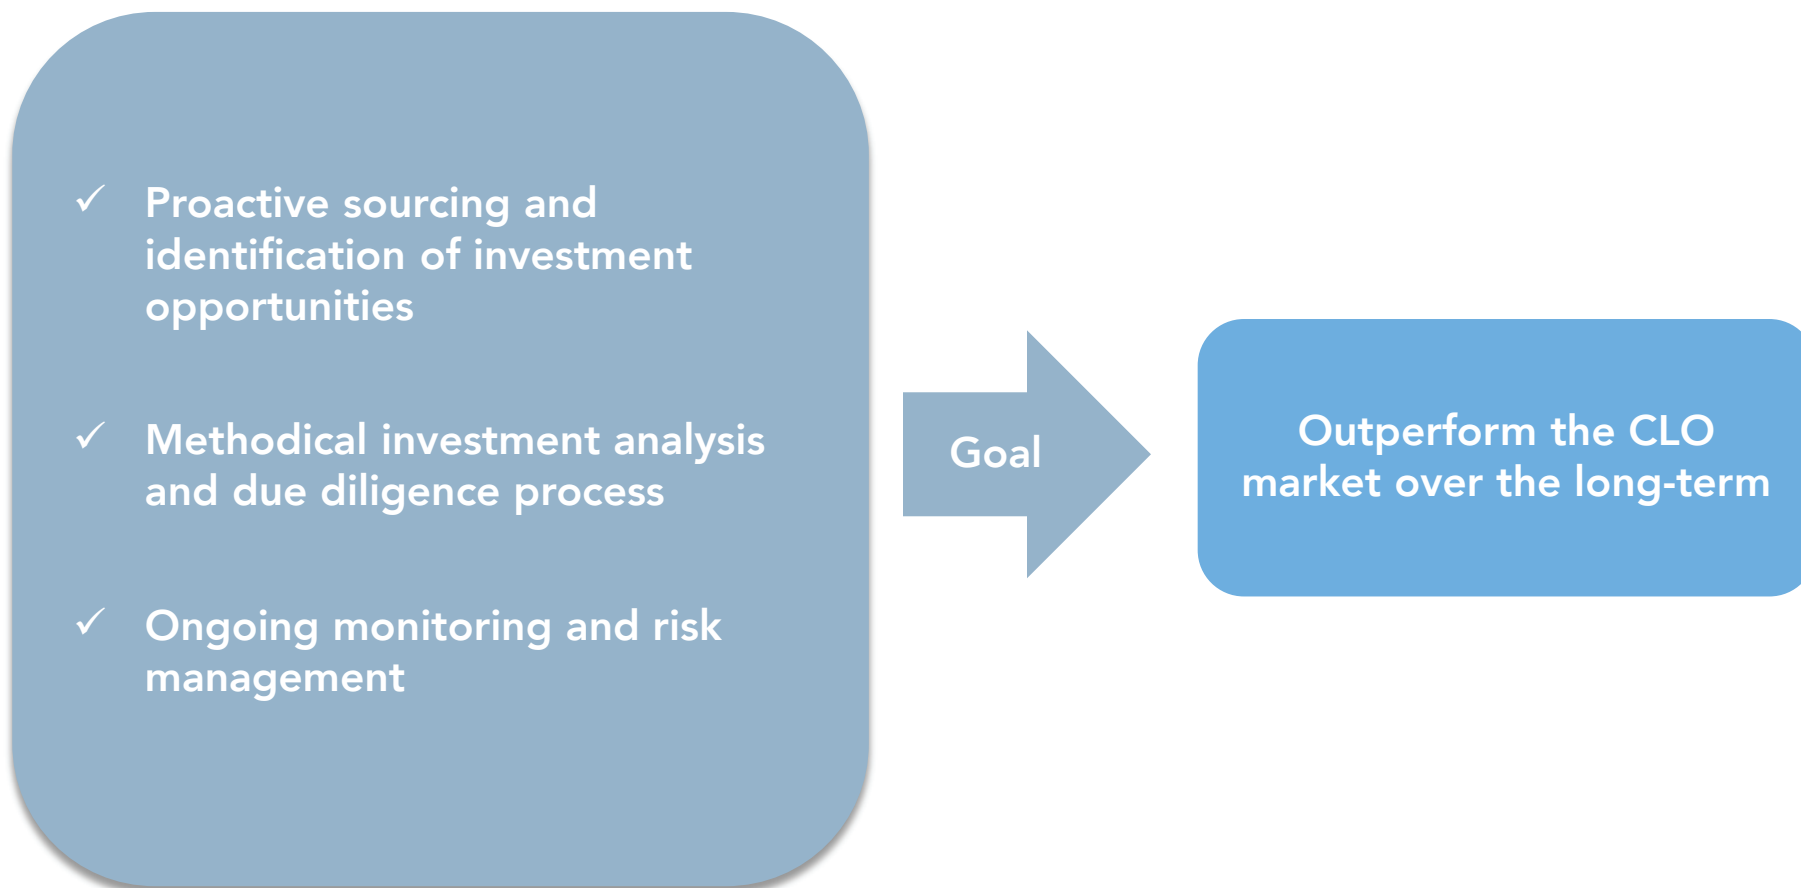 ✓ Proactive sourcing and
identification of investment
opportunities
✓ Methodical investment analysis
and due diligence process
✓ Ongoing monitoring and risk
management
Goal
Outperform the CLO
market over the long-term